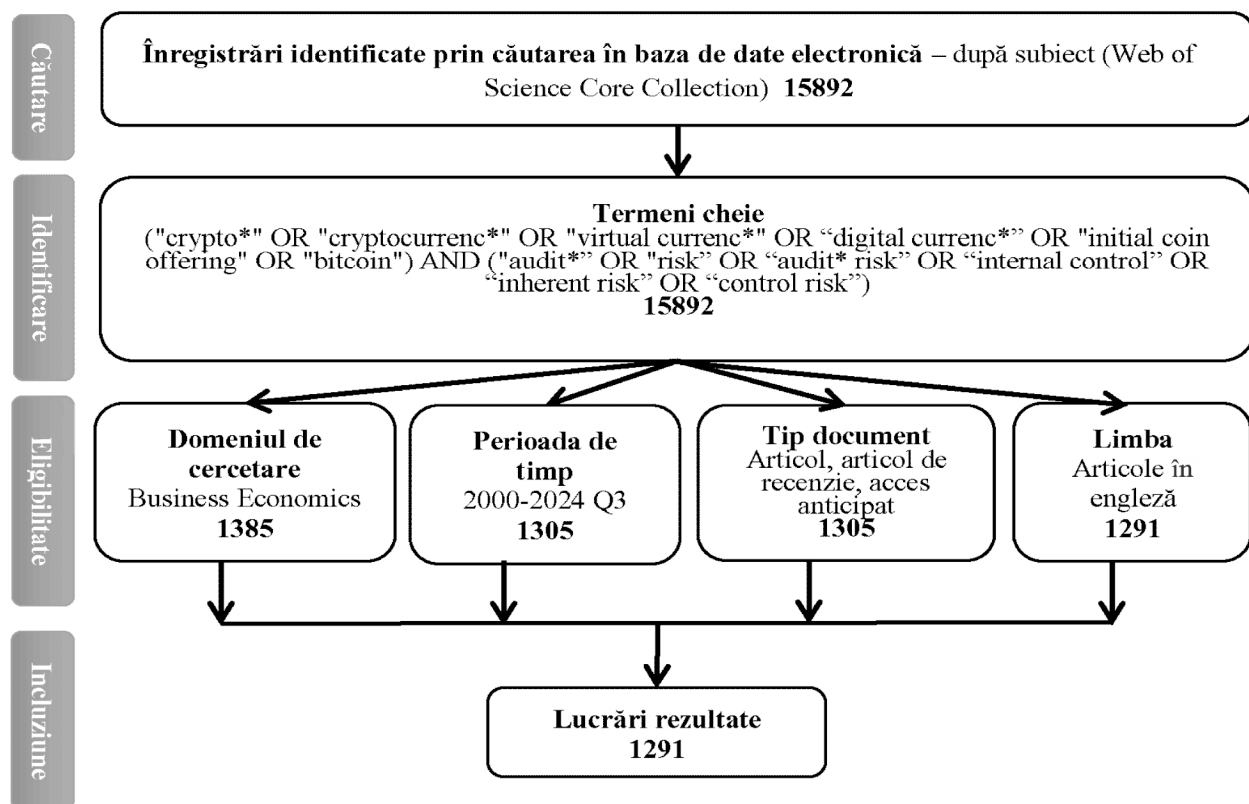 Căutare
Înregistrări identificate prin căutarea în baza de date electronică – după subiect (Web of
Science Core Collection) 15892
Identificare
Termeni cheie
("crypto*" OR "cryptocurrenc*" OR "virtual currenc*" OR “digital currenc*” OR "initial coin
offering" OR "bitcoin") AND ("audit*” OR "risk” OR “audit* risk” OR “internal control” OR
“inherent risk” OR “control risk”)
15892
Eligibilitate
Domeniul de
cercetare
Business Economics
1385
Perioada de
timp
2000-2024 Q3
1305
Tip document
Articol, articol de
recenzie, acces
anticipat
1305
Limba
Articole în
engleză
1291
Incluziune
Lucrări rezultate
1291